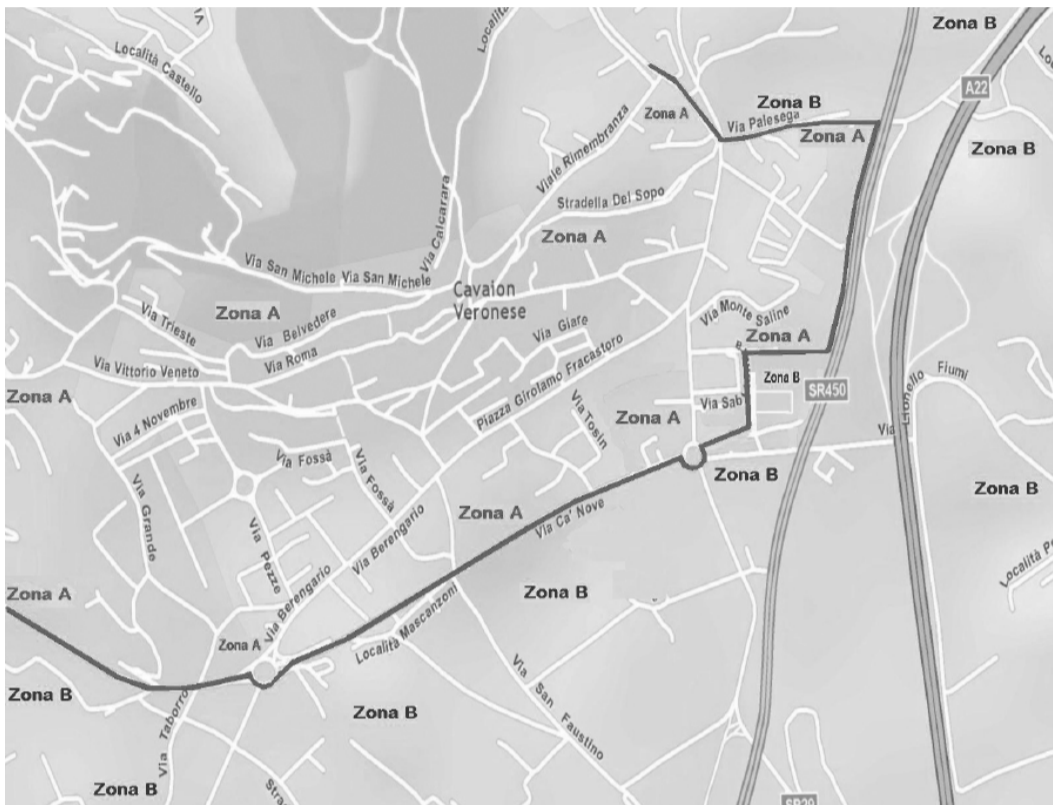 Località
Zona B
Località Castello
A22
Zona A
Zona B
Via Palesega
Zona A
Zona B
Viale Rimembranza
Stradella Del Sopo
Via Calcarara
Zona A
Via San Michele
Via San Michele
Cavaion
Veronese
Via Trieste
Zona A
Via Belvedere
Via Giare
Via Monte Saline
Zona A
Via Roma
Via Vittorio Veneto
Piazza Girolamo Fracastoro
Zona B
SR450
Fiumi
Zona A
Via 4 Novembre
Via Tosin
Zona A
Via Sab
Via Lionello
Via Fossà
Via Fossà
Zona B
Zona B
Via Grande
Zona A
Via Ca' Nove
Via Pezze
Via Berengario
Località
Zona A
Zona B
Via Berengario
Località Mascanzoni
Zona A
Zona B
Via San Faustino
Zona B
Via Taborro
Zona B
SR20